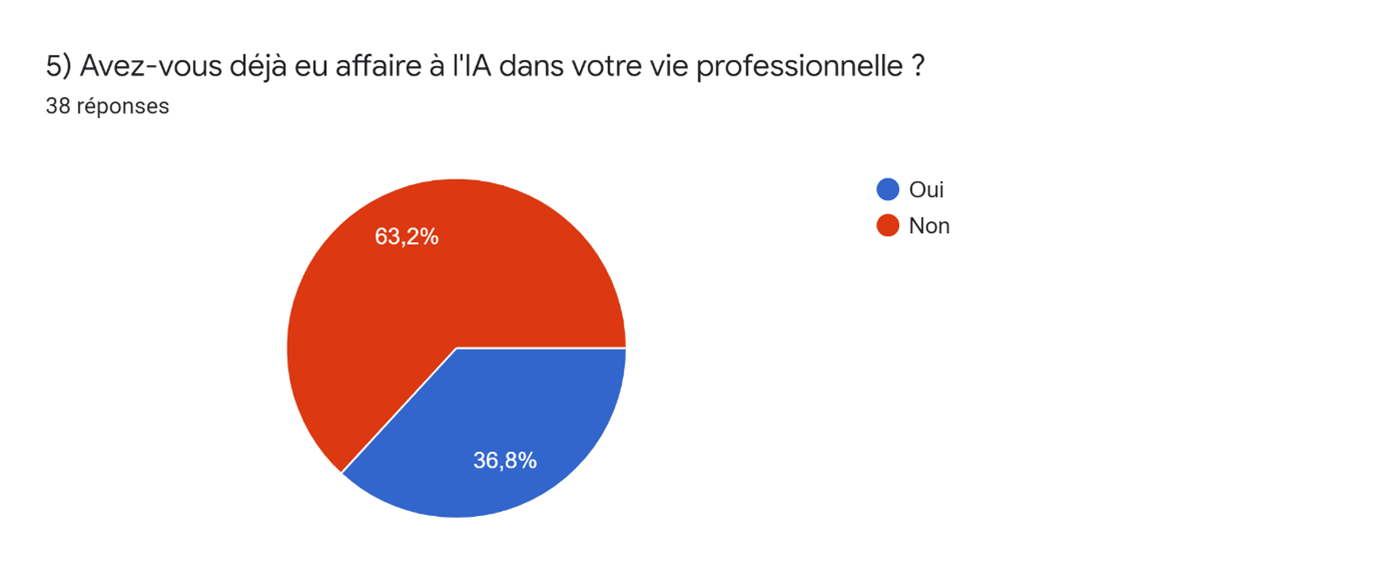 5) Avez-vous déjà eu affaire à l'IA dans votre vie professionnelle ?
38 réponses
63,2%
36,8%
Oui
Non